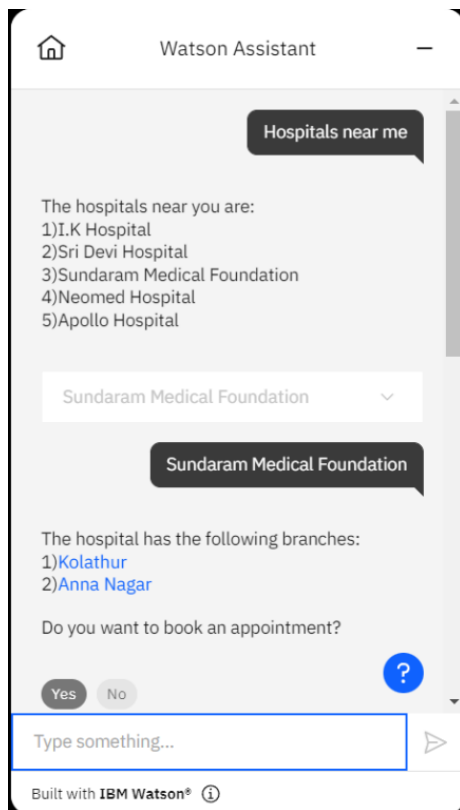 Watson Assistant
Hospitals near me
The hospitals near you are:
1)I.K Hospital
2)Sri Devi Hospital
3)Sundaram Medical Foundation
4)Neomed Hospital
5)Apollo Hospital
Sundaram Medical Foundation
Sundaram Medical Foundation
The hospital has the following branches:
1)Kolathur
2)Anna Nagar
Do you want to book an appointment?
?
Yes No
Type something...
Built with IBM Watson®